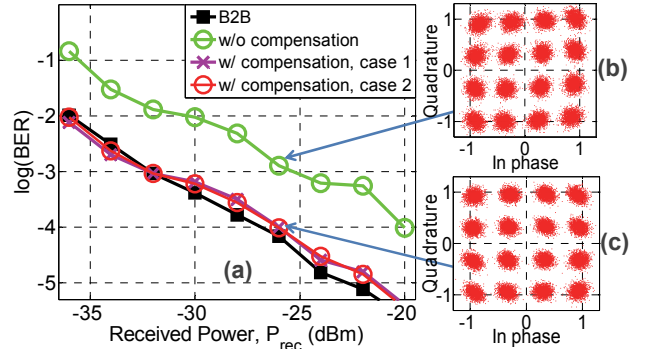 B2B
w/o compensation
w/ compensation, case 1
w/ compensation, case 2
-1
-2
-3
-4
-5
log(BER)
(a)
-35
-30
-25
-20
Received Power, P_rec (dBm)
Quadrature
1
0
-1
-1
0
1
In phase
(b)
Quadrature
1
0
-1
-1
0
1
In phase
(c)